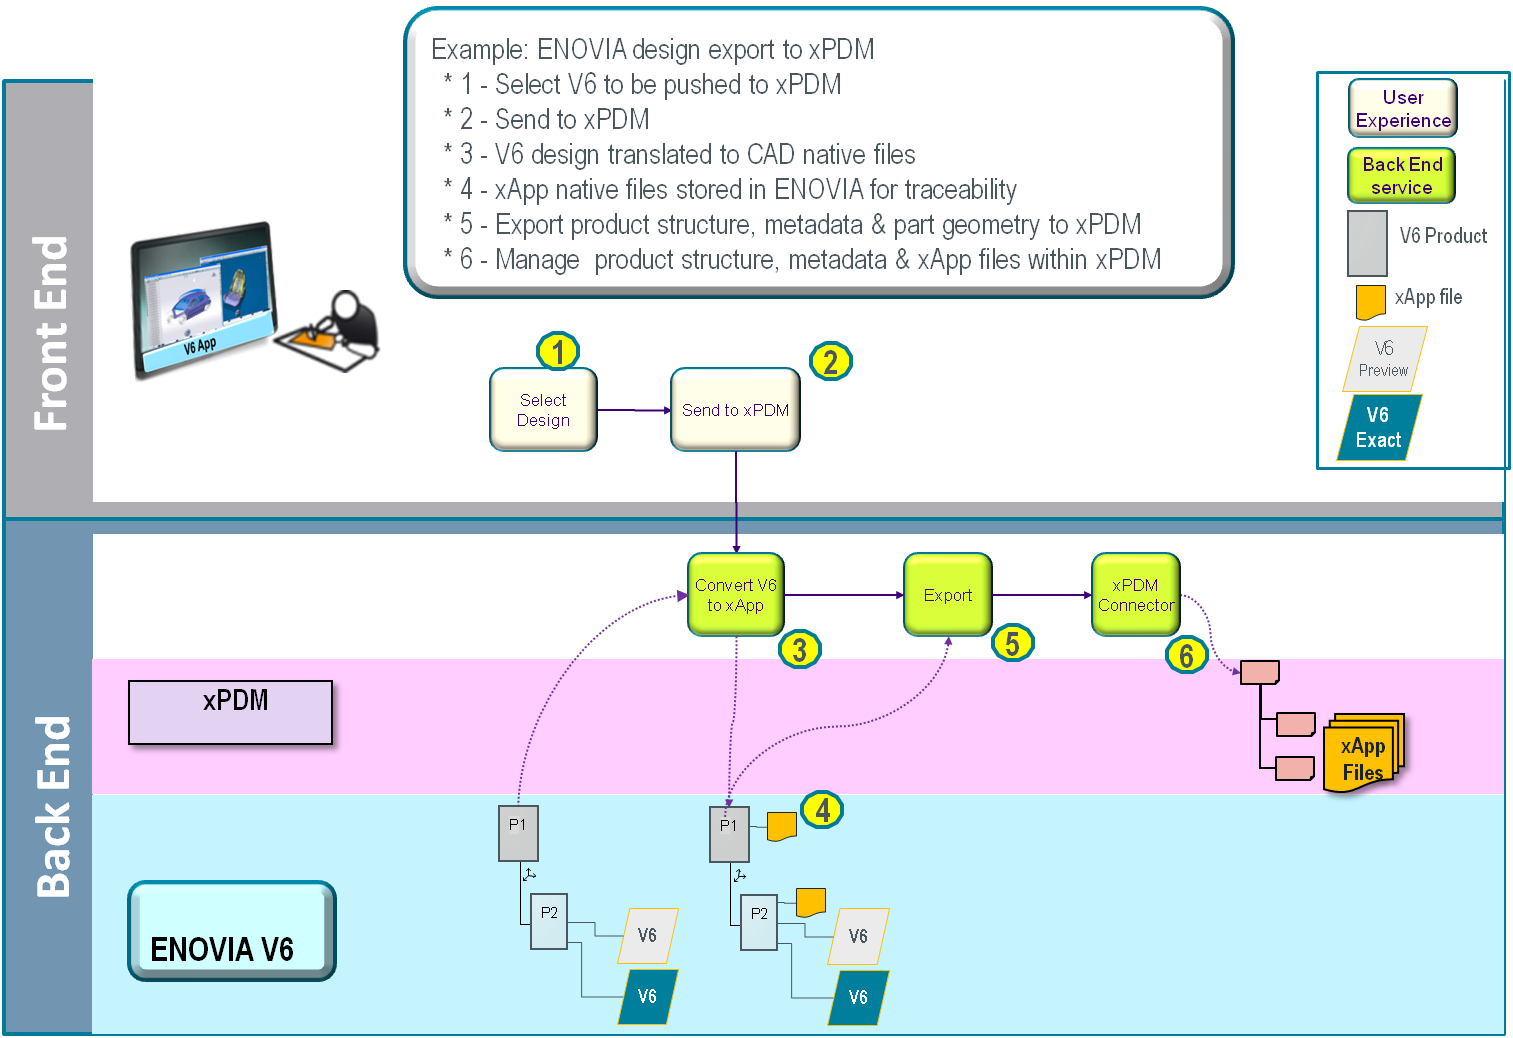 Example: ENOVIA design export to xPDM
* 1 - Select V6 to be pushed to xPDM
* 2 - Send to xPDM
* 3 - V6 design translated to CAD native files
* 4 - xApp native files stored in ENOVIA for traceability
* 5 - Export product structure, metadata & part geometry to xPDM
* 6 - Manage  product structure, metadata & xApp files within xPDM
User
Experience
Back End
service
V6 Product
xApp file
V6
Preview
V6
Exact
Front End
V6 App
1
2
Select
Design
Send to xPDM
Back End
Convert V6
to xApp
Export
xPDM
Connector
3
5
6
xPDM
xApp
Files
4
P1
P1
P2
P2
V6
V6
ENOVIA V6
V6
V6